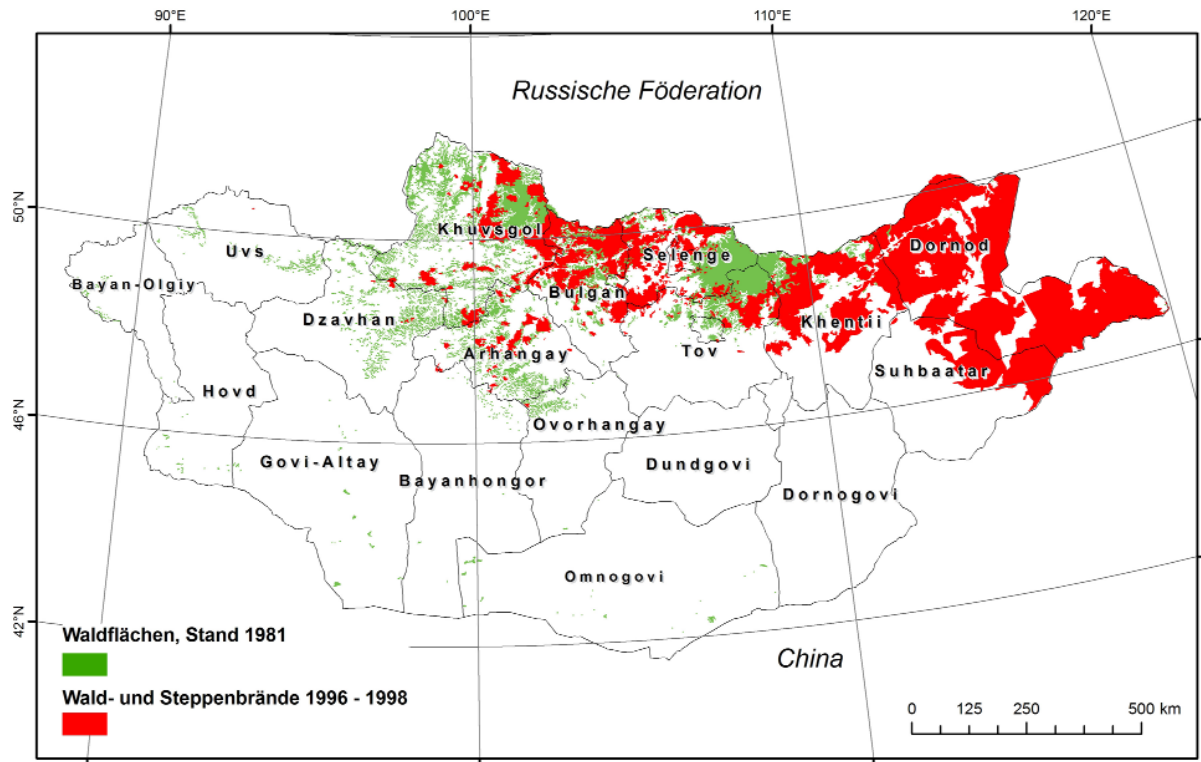 90°E 100°E 110°E 120°E
Russische Föderation
50°N
Khuvsgol
Uvs
Selenge
Dornod
Bayan-Olgiy
Bulgan
Dzavhan
Khentii
Arhangay
Tov
Suhbaatar
Hovd
46°N
Ovorhangay
Govi-Altay
Dundgovi
Bayanhongor
Dornogovi
Omnogovi
42°N
China
Waldflächen, Stand 1981
Wald- und Steppenbrände 1996 - 1998
0 125 250 500 km